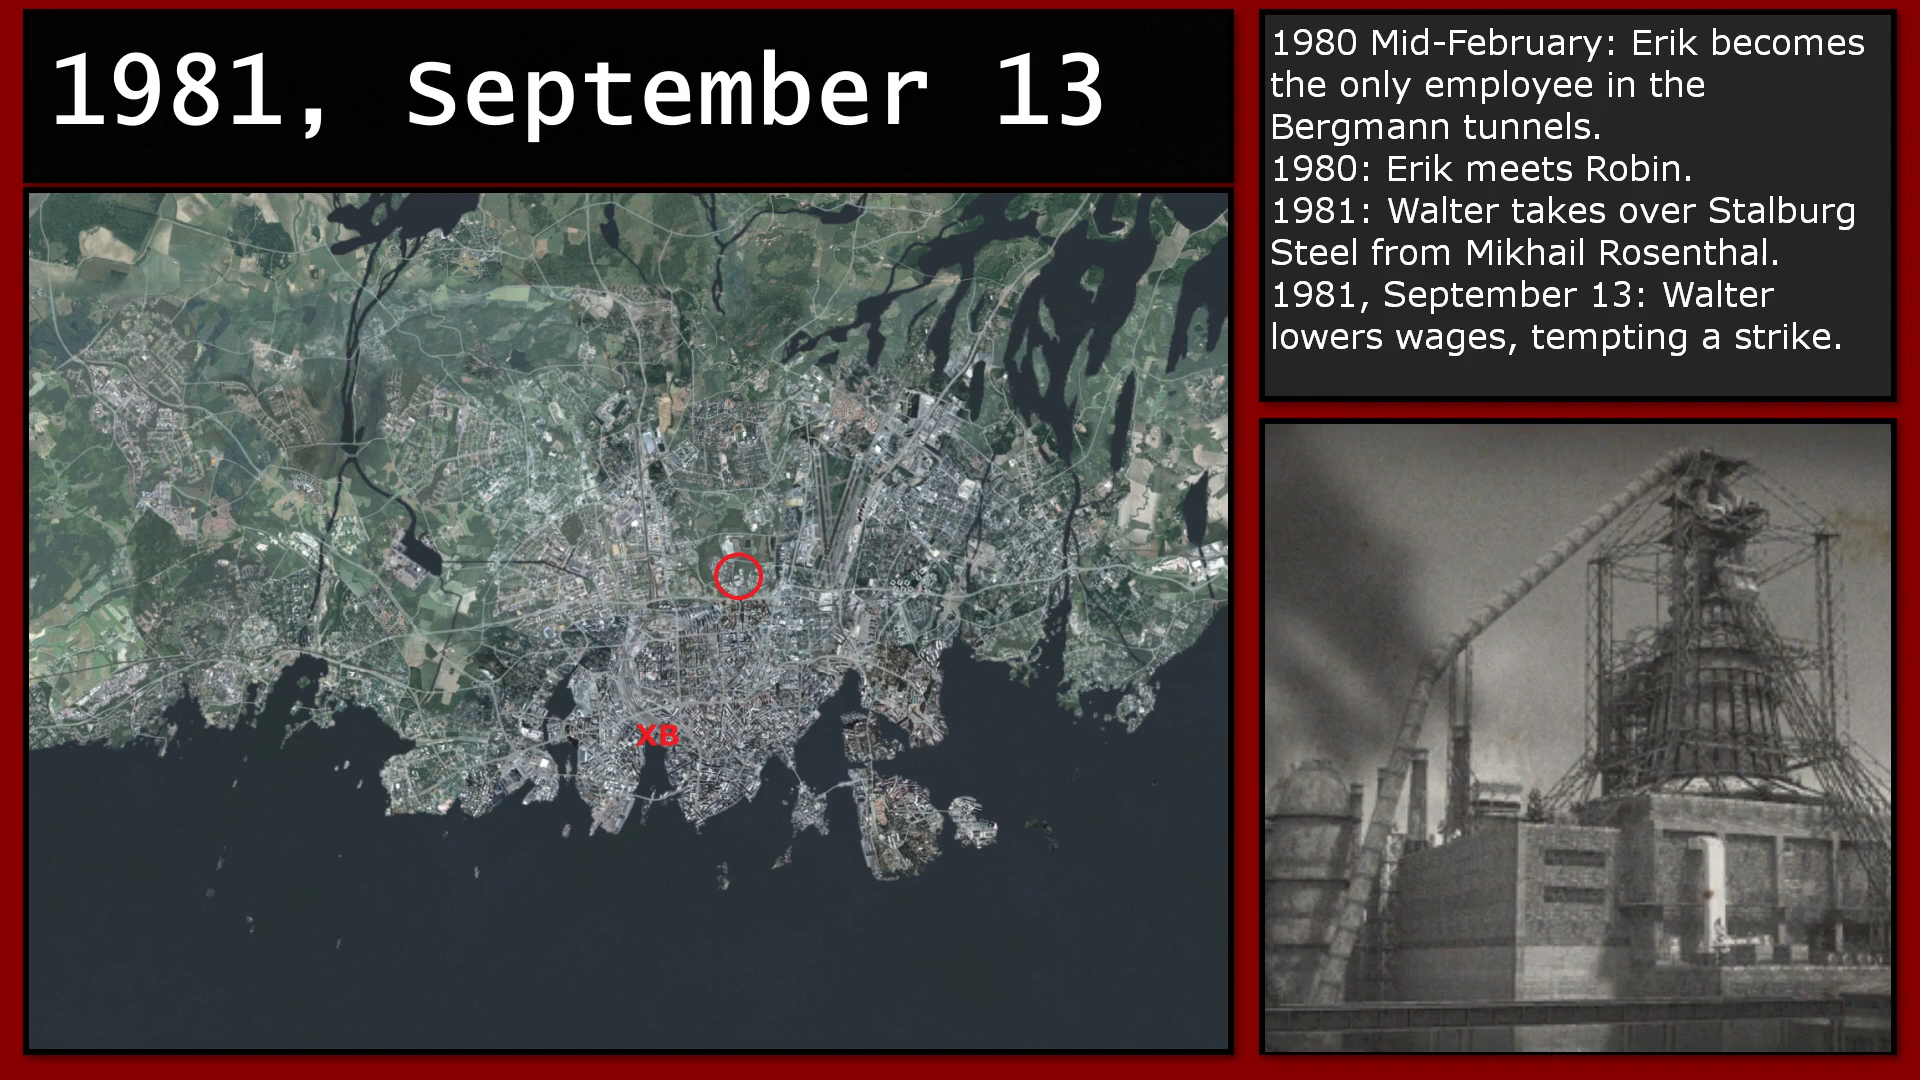 1981, September 13
1980 Mid-February: Erik becomes
the only employee in the
Bergmann tunnels.
1980: Erik meets Robin.
1981: Walter takes over Stalburg
Steel from Mikhail Rosenthal.
1981, September 13: Walter
lowers wages, tempting a strike.
XB